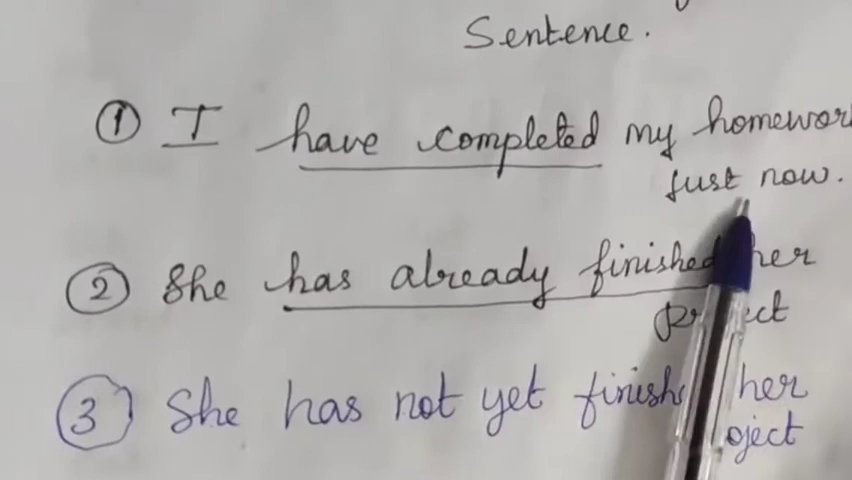 Sentence.
① I have completed my homewor
just now.
② She has already finished her
③ She has not yet her